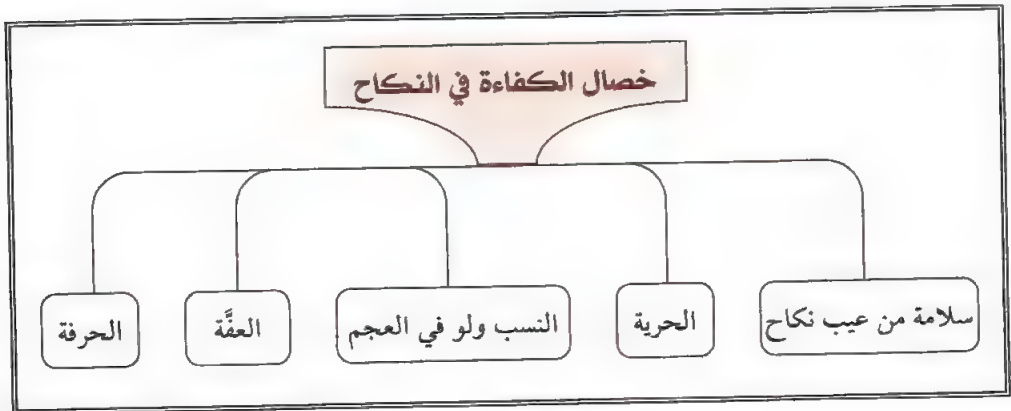 خصال الكفاءة في النكاح
سلامة من عيب نكاح
الحرية
النسب ولو في العجم
العفَّة
الحرفة